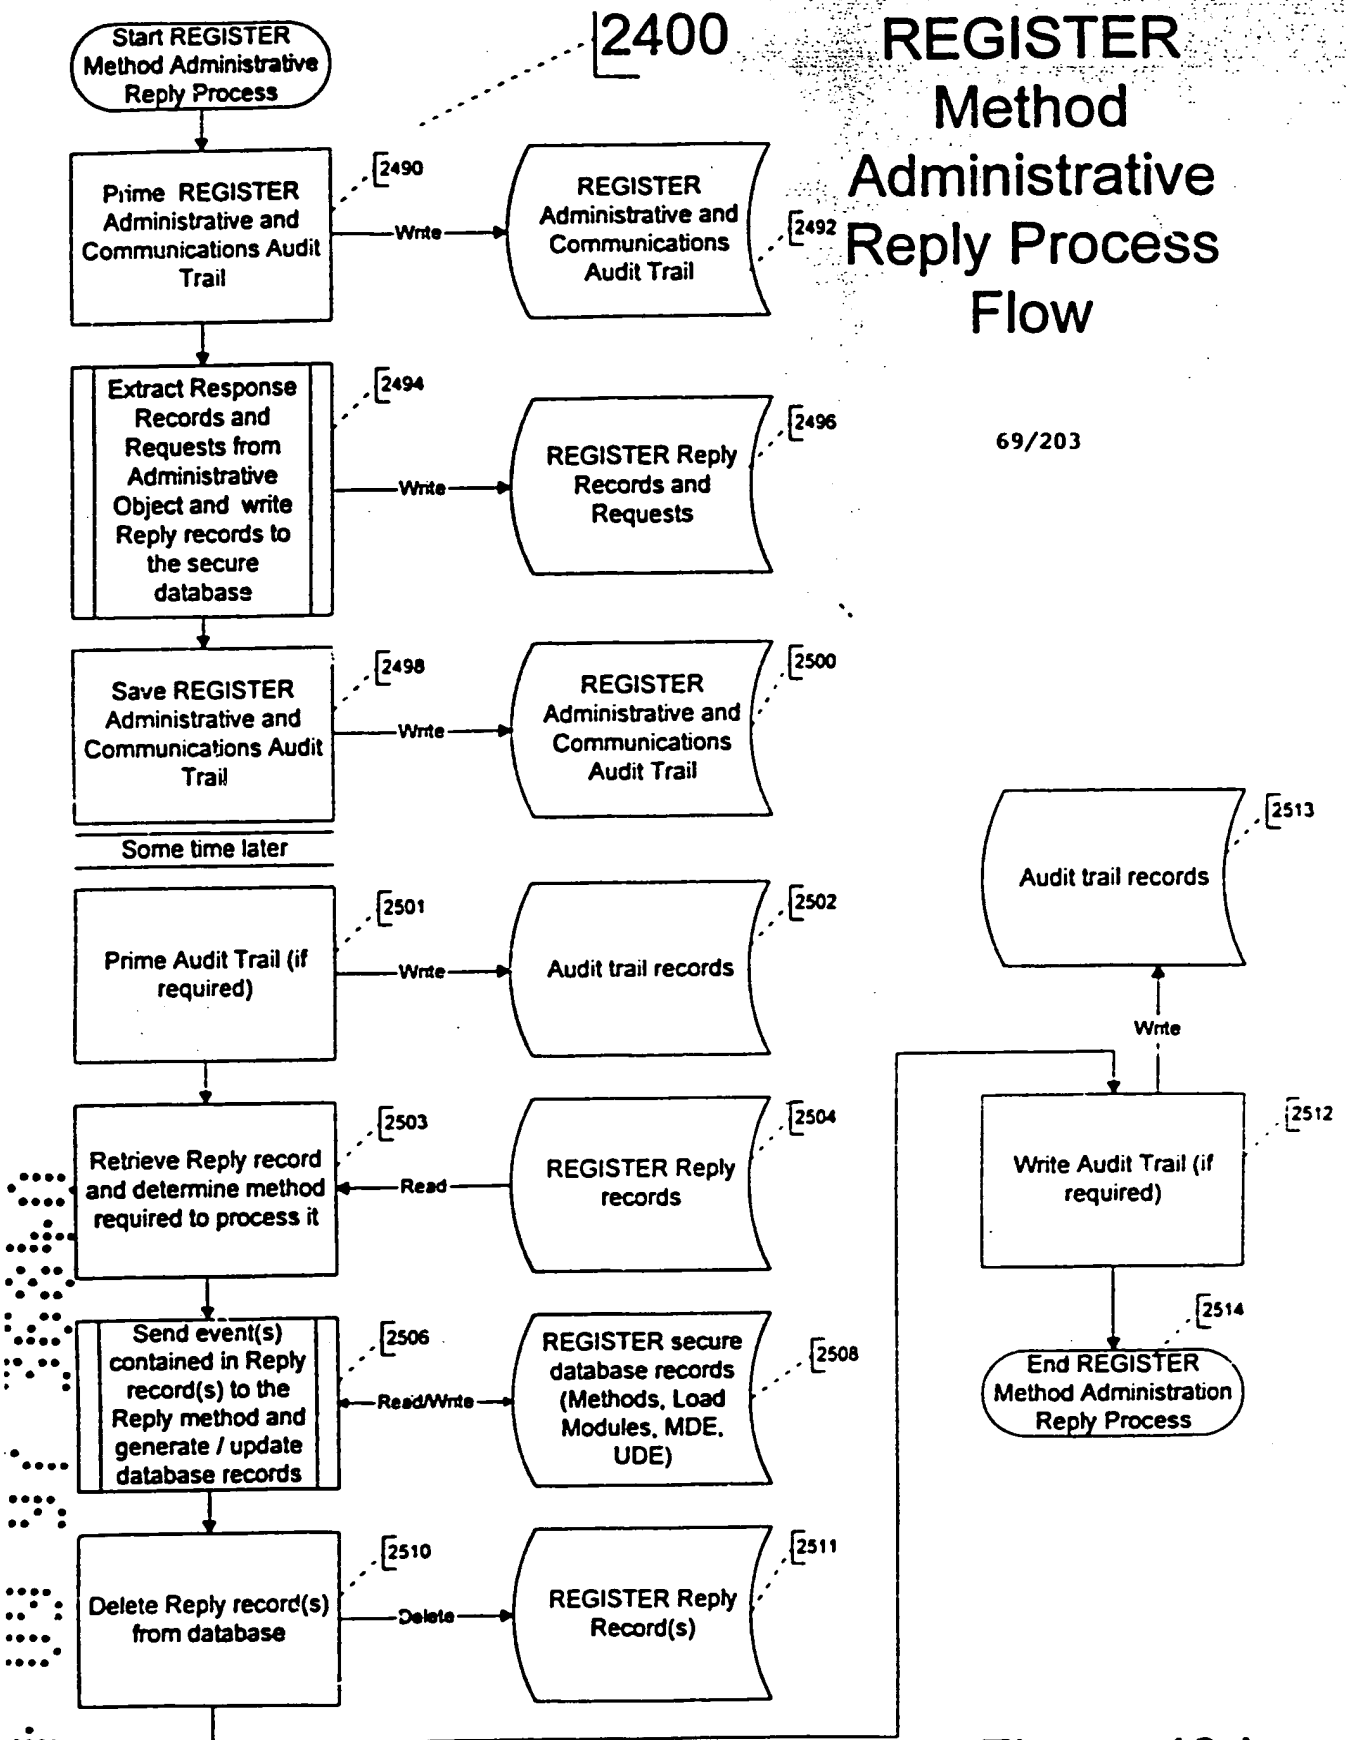 Start REGISTER
Method Administrative
Reply Process
2400
REGISTER
Method
Administrative
Reply Process
Flow
69/203
Prime REGISTER
Administrative and
Communications Audit
Trail
2490
Write
REGISTER
Administrative and
Communications
Audit Trail
2492
Extract Response
Records and
Requests from
Administrative
Object and write
Reply records to
the secure
database
2494
Write
REGISTER Reply
Records and
Requests
2496
Save REGISTER
Administrative and
Communications Audit
Trail
2498
Write
REGISTER
Administrative and
Communications
Audit Trail
2500
Some time later
Prime Audit Trail (if
required)
2501
Write
Audit trail records
2502
Retrieve Reply record
and determine method
required to process it
2503
Read
REGISTER Reply
records
2504
Send event(s)
contained in Reply
record(s) to the
Reply method and
generate / update
database records
2506
Read/Write
REGISTER secure
database records
(Methods, Load
Modules, MDE,
UDE)
2508
Delete Reply record(s)
from database
2510
Delete
REGISTER Reply
Record(s)
2511
Audit trail records
2513
Write
Write Audit Trail (if
required)
2512
2514
End REGISTER
Method Administration
Reply Process